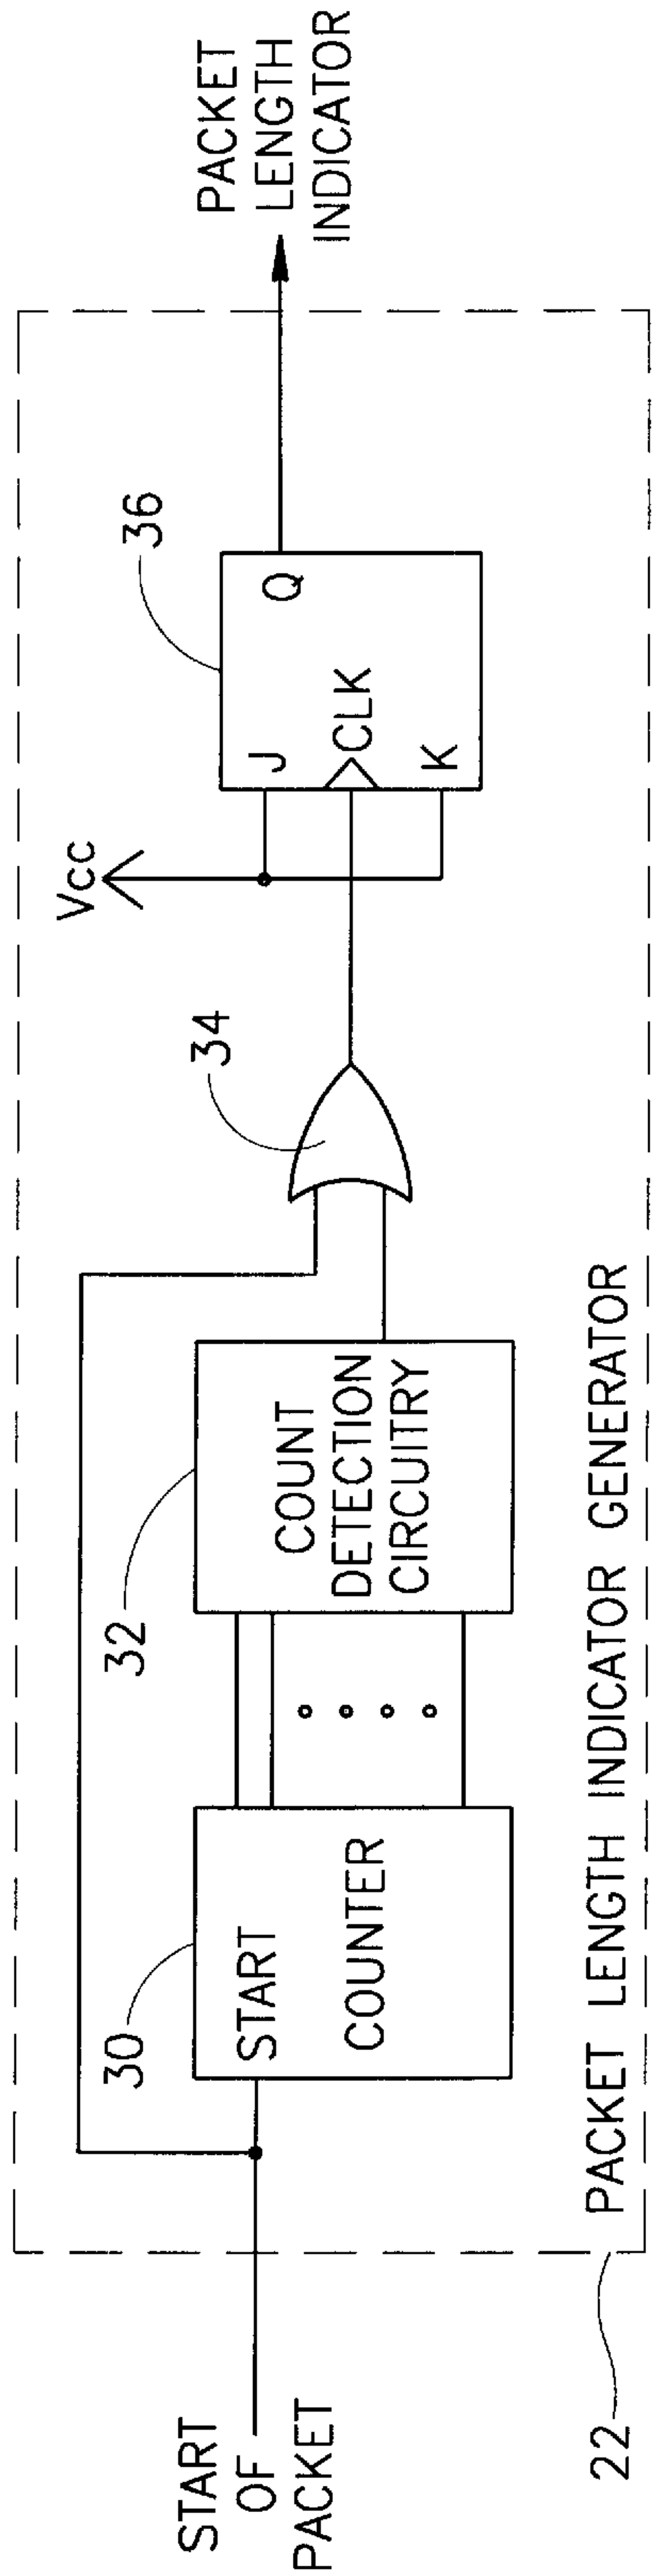 START
OF
PACKET
22
PACKET LENGTH INDICATOR GENERATOR
30
START
COUNTER
32
COUNT
DETECTION
CIRCUITRY
34
Vcc
36
J
CLK
K
Q
PACKET
LENGTH
INDICATOR